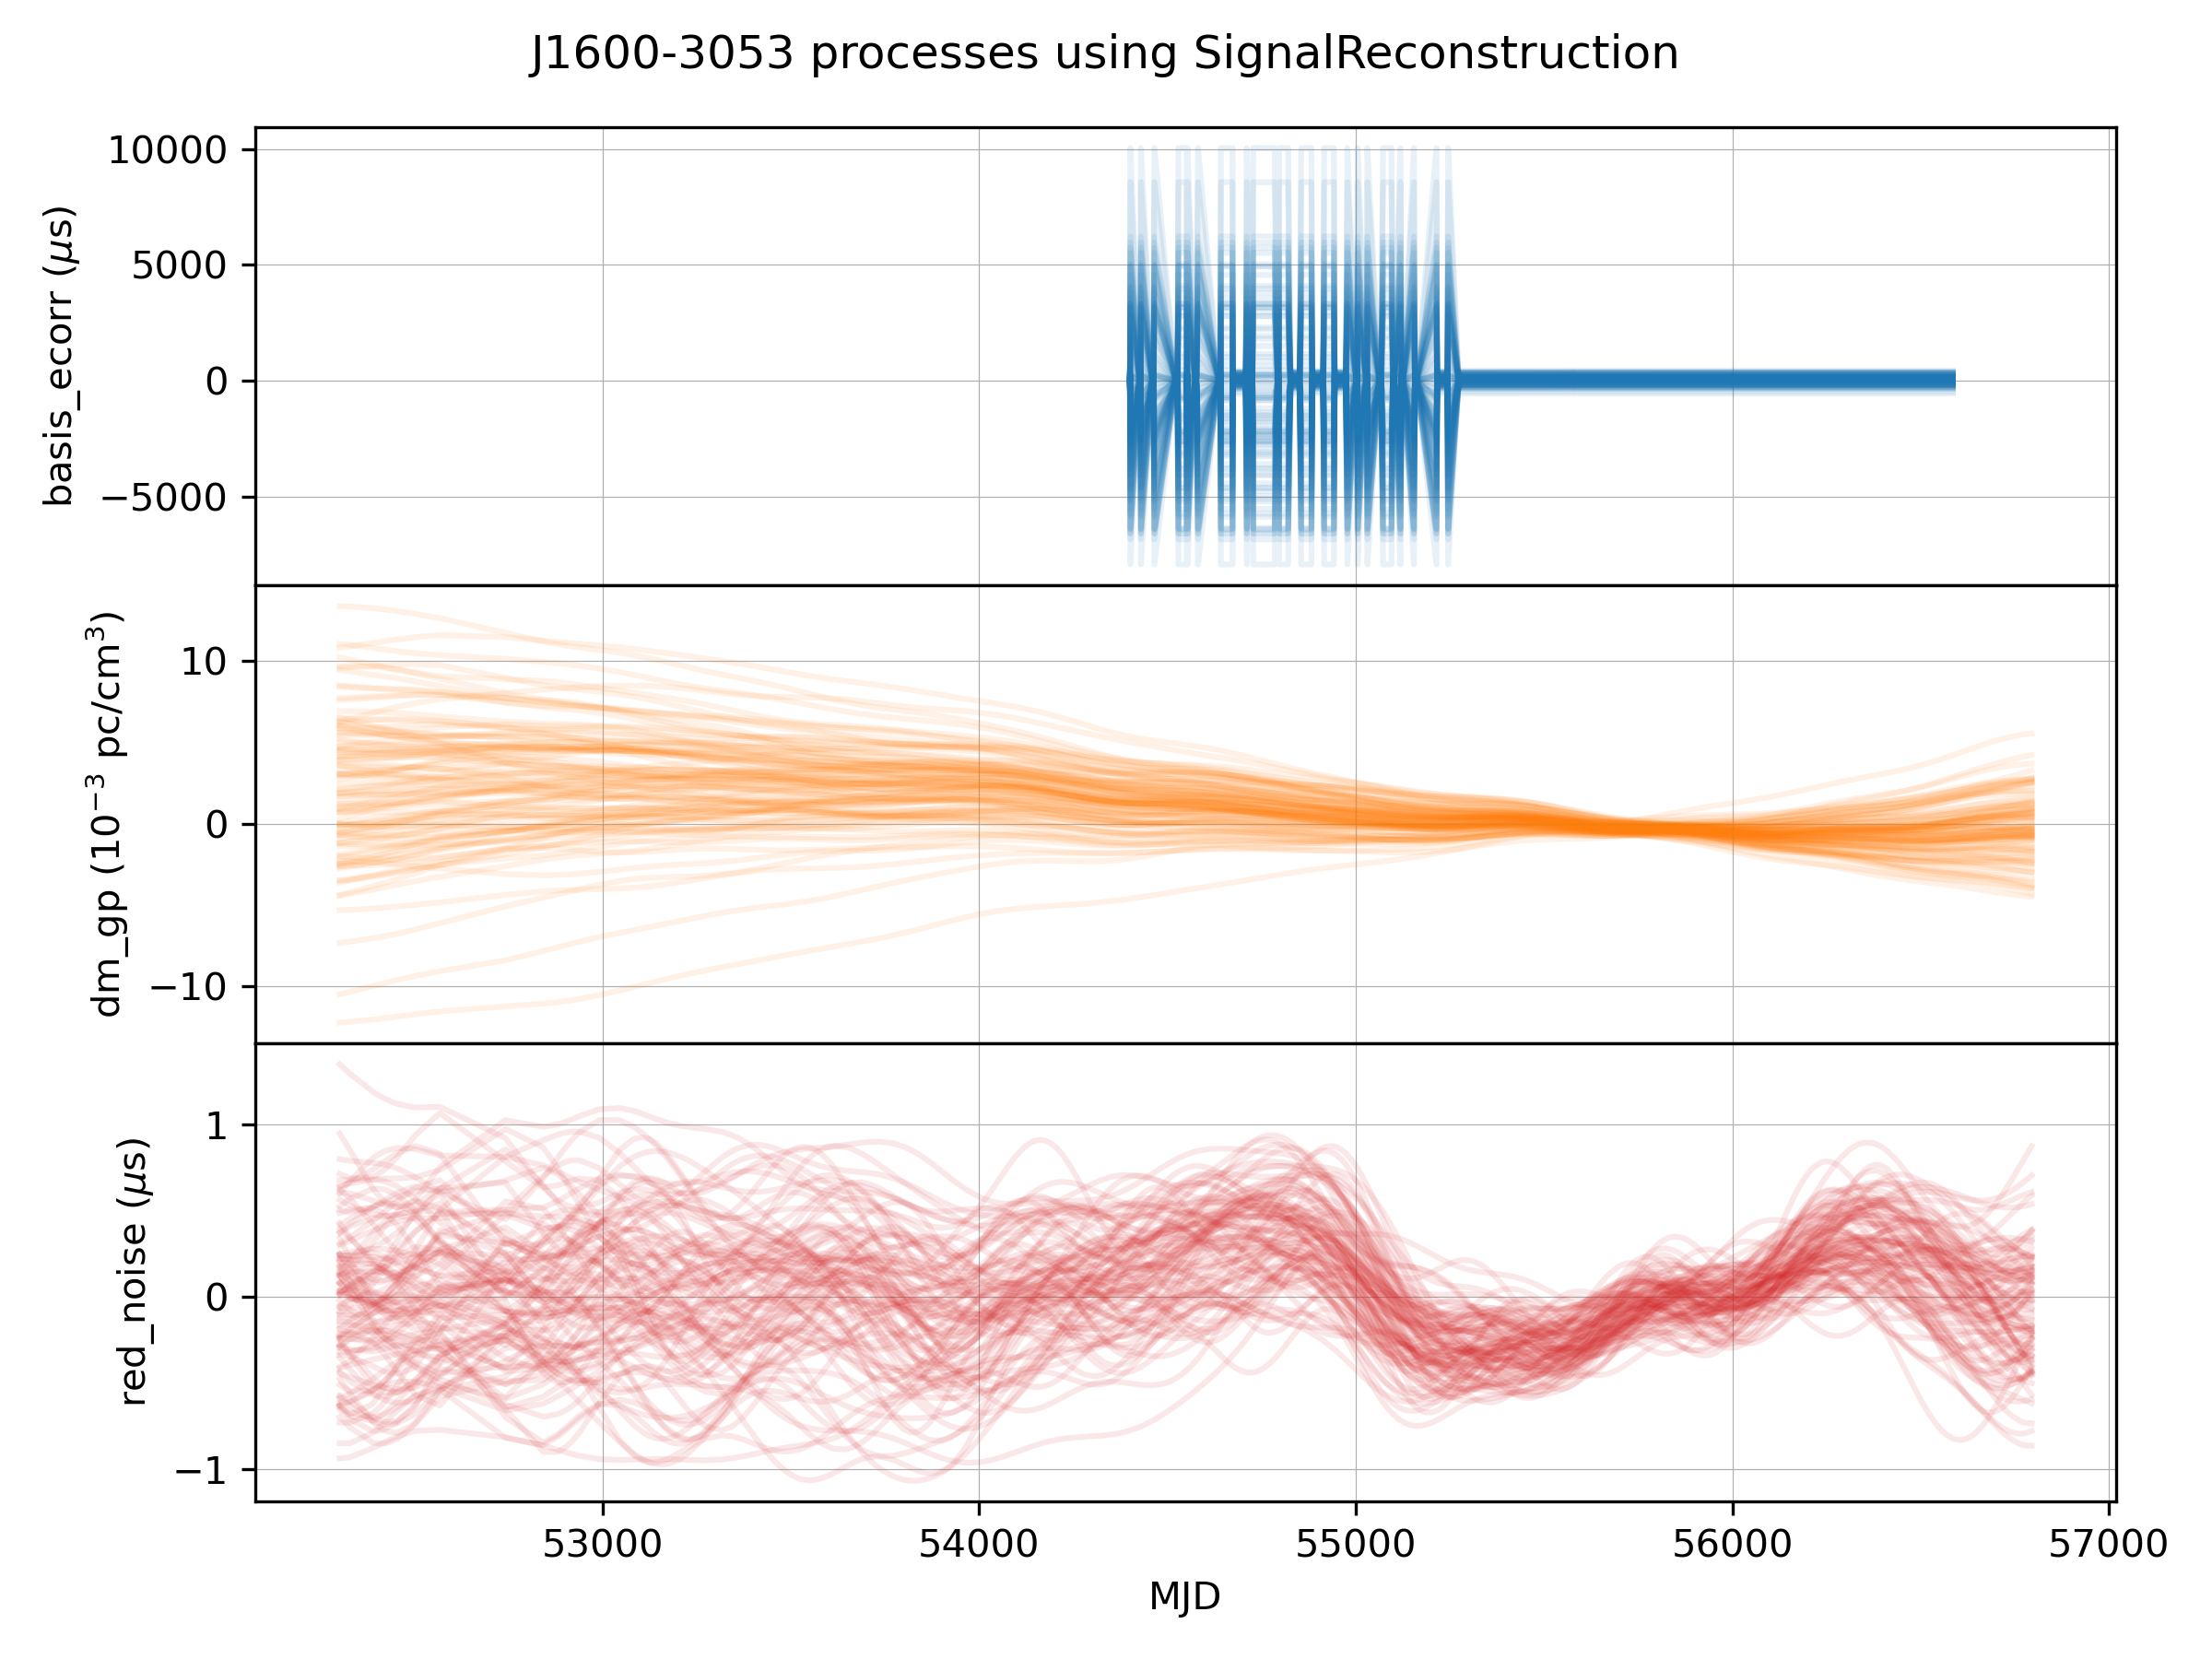 J1600-3053 processes using SignalReconstruction
basis_ecorr (μs)
10000
5000
0
−5000
dm_gp (10⁻³ pc/cm³)
10
0
−10
red_noise (μs)
1
0
−1
53000 54000 55000 56000 57000
MJD